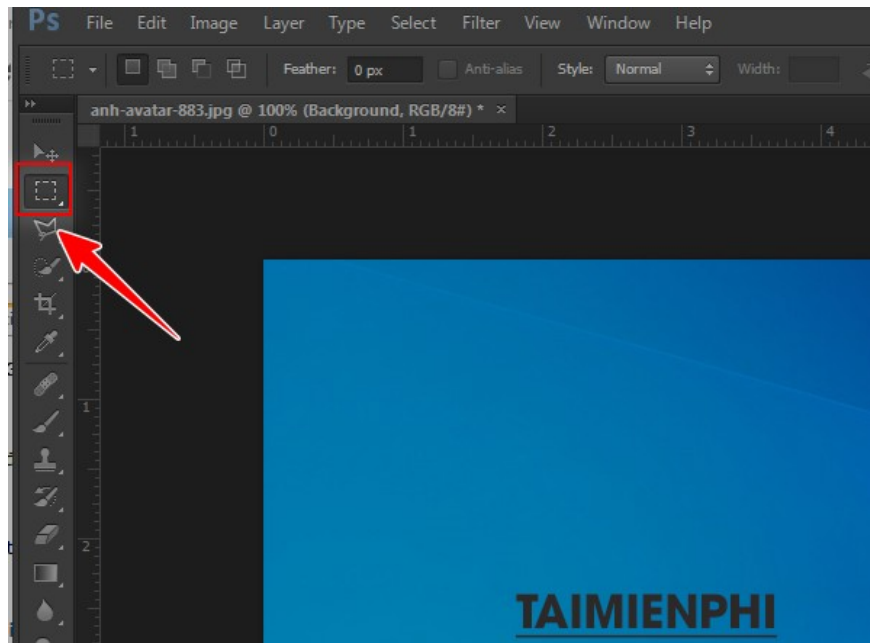 Ps File Edit Image Layer Type Select Filter View Window Help
Feather: 0 px Anti-alias Style: Normal Width:
anh-avatar-883.jpg @ 100% (Background, RGB/8#) * ×
1 0 1 2 3 4
1
2
TAIMIENPHI